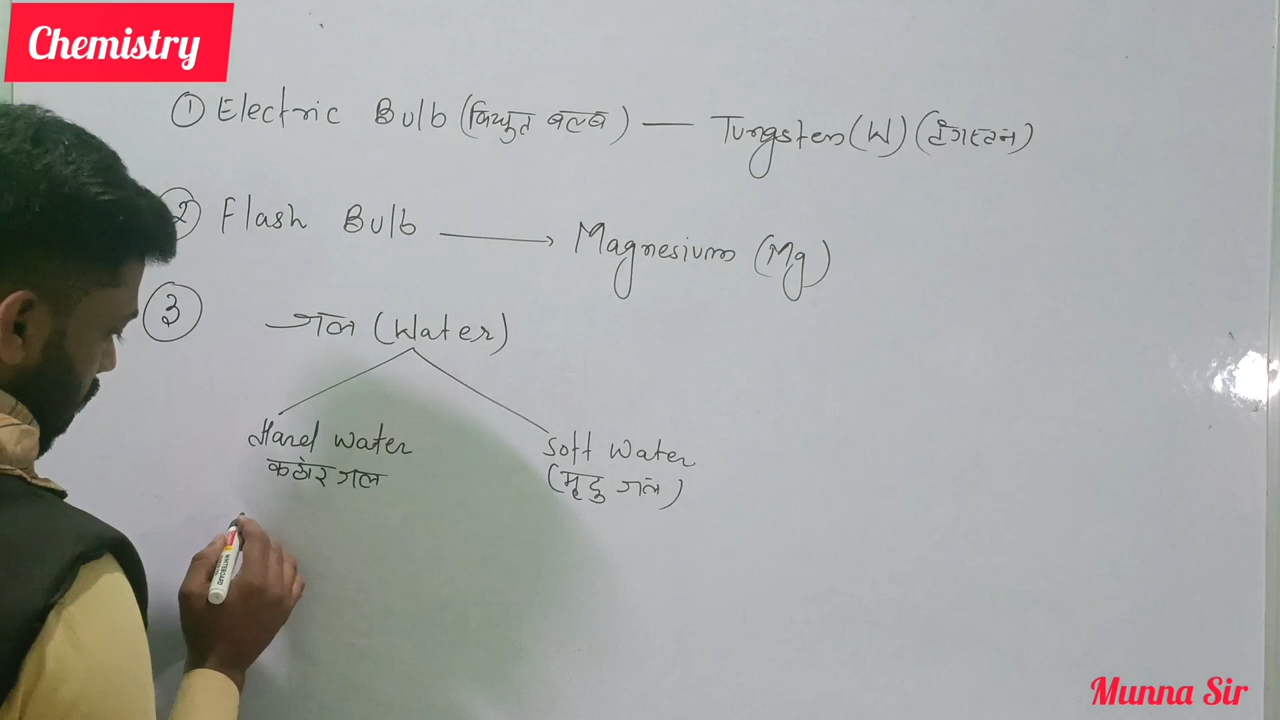 Chemistry
① Electric Bulb (विद्युत बल्ब) — Tungsten (W) (टंगस्टन)
② Flash Bulb → Magnesium (Mg)
③ जल (Water)
Hard water Soft Water
कठोर जल (मृदु जल)
Munna Sir